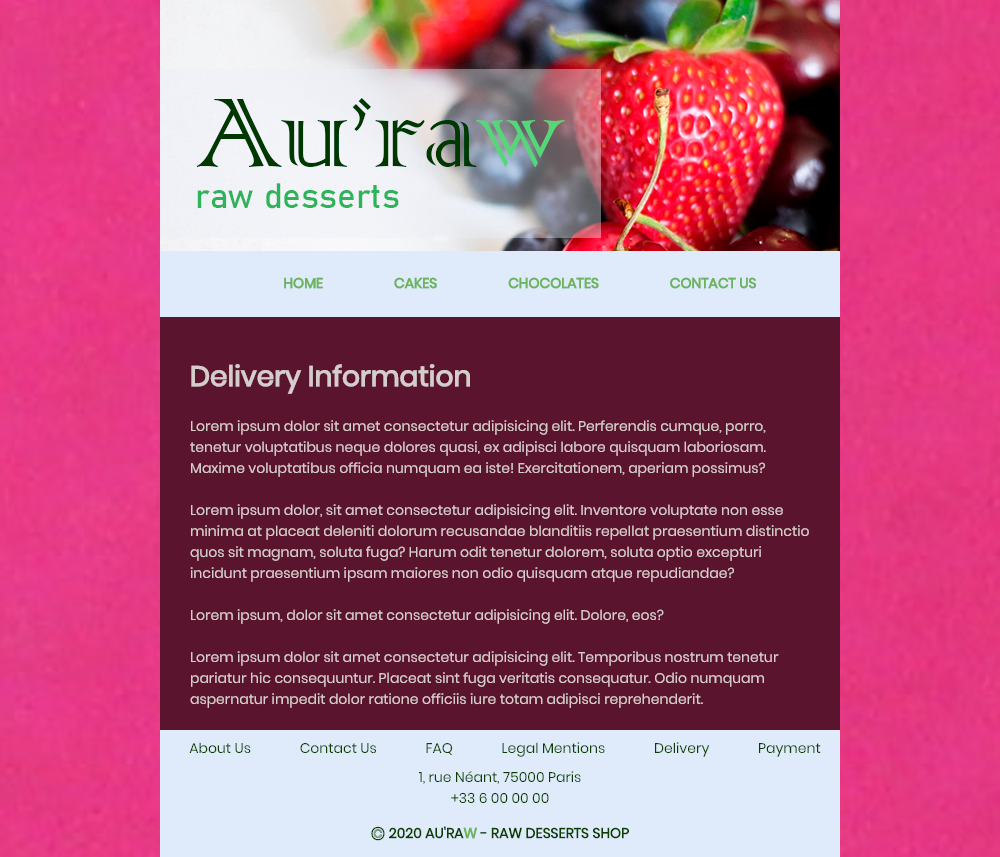 Au'raw
raw desserts
HOME CAKES CHOCOLATES CONTACT US
Delivery Information
Lorem ipsum dolor sit amet consectetur adipisicing elit. Perferendis cumque, porro,
tenetur voluptatibus neque dolores quasi, ex adipisci labore quisquam laboriosam.
Maxime voluptatibus officia numquam ea iste! Exercitationem, aperiam possimus?
Lorem ipsum dolor, sit amet consectetur adipisicing elit. Inventore voluptate non esse
minima at placeat deleniti dolorum recusandae blanditiis repellat praesentium distinctio
quos sit magnam, soluta fuga? Harum odit tenetur dolorem, soluta optio excepturi
incidunt praesentium ipsam maiores non odio quisquam atque repudiandae?
Lorem ipsum, dolor sit amet consectetur adipisicing elit. Dolore, eos?
Lorem ipsum dolor sit amet consectetur adipisicing elit. Temporibus nostrum tenetur
pariatur hic consequuntur. Placeat sint fuga veritatis consequatur. Odio numquam
aspernatur impedit dolor ratione officiis iure totam adipisci reprehenderit.
About Us Contact Us FAQ Legal Mentions Delivery Payment
1, rue Néant, 75000 Paris
+33 6 00 00 00
© 2020 AU'RAW - RAW DESSERTS SHOP